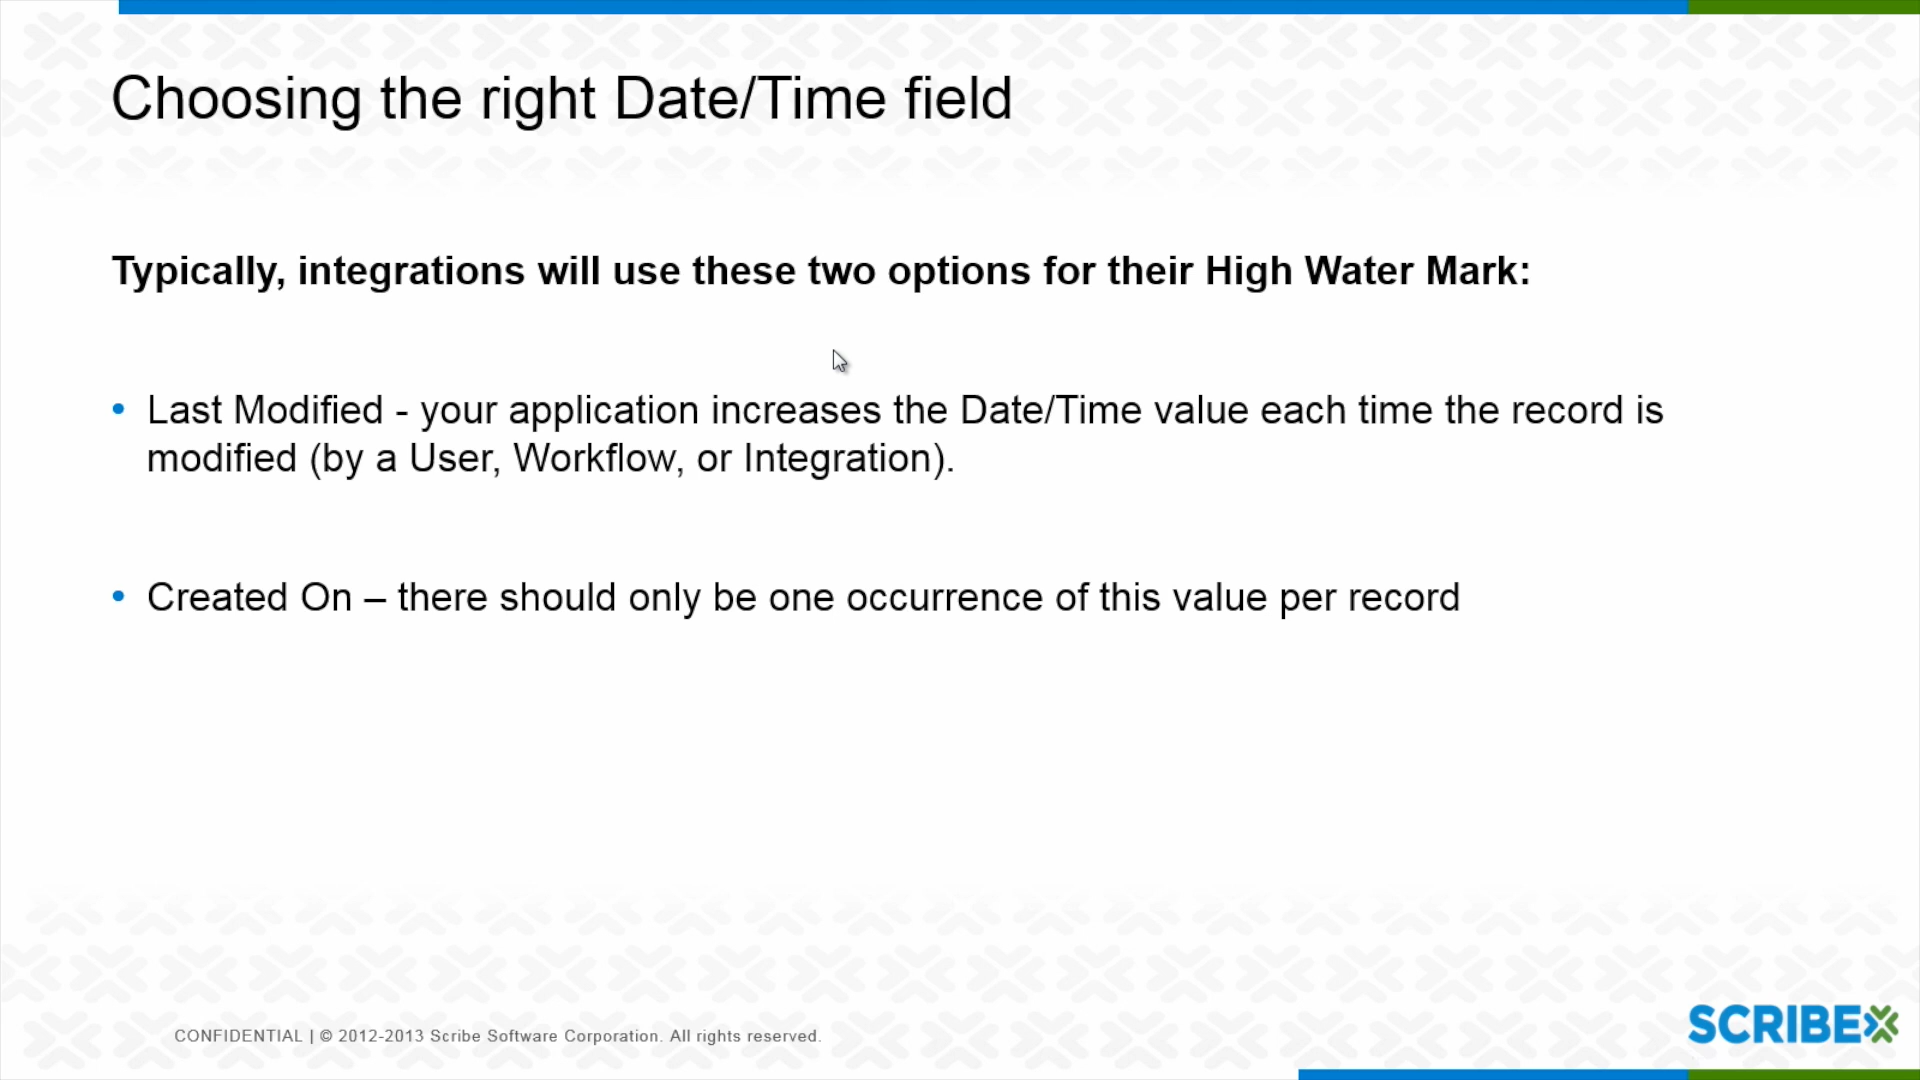 Choosing the right Date/Time field
Typically, integrations will use these two options for their High Water Mark:
• Last Modified - your application increases the Date/Time value each time the record is
modified (by a User, Workflow, or Integration).
• Created On – there should only be one occurrence of this value per record
CONFIDENTIAL | © 2012-2013 Scribe Software Corporation. All rights reserved.
SCRIBE